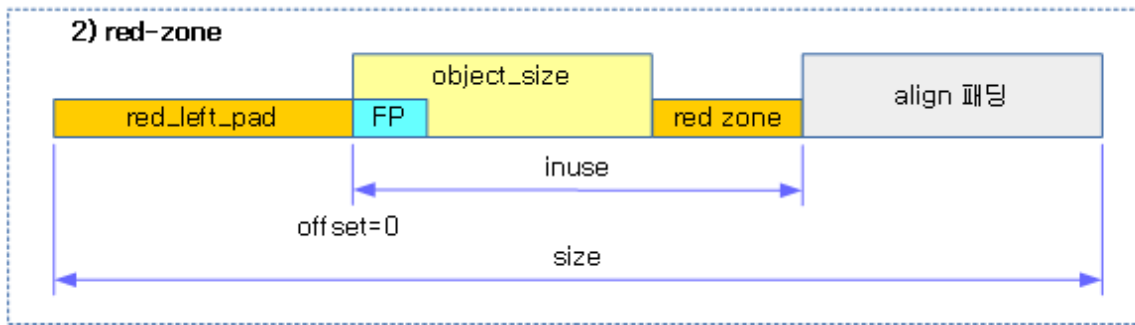 2) red-zone
object_size
align 패딩
red_left_pad
FP
red zone
inuse
offset=0
size